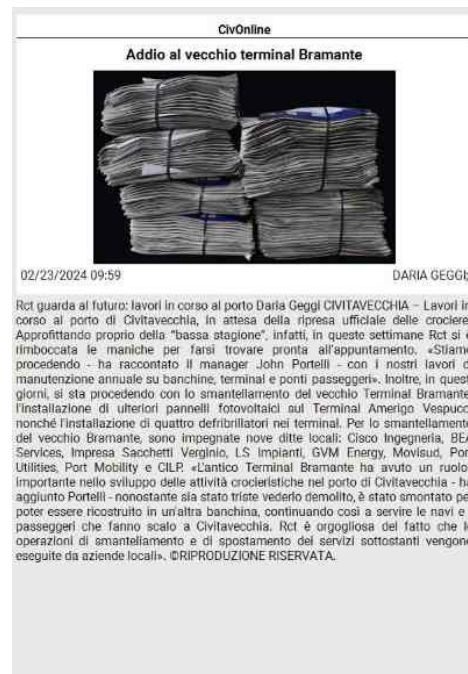 CivOnline
Addio al vecchio terminal Bramante
02/23/2024 09:59
DARIA GEGGI;
Rct guarda al futuro: lavori in corso al porto Daria Geggi CIVITAVECCHIA – Lavori in
corso al porto di Civitavecchia, in attesa della ripresa ufficiale delle crociere.
Approfittando proprio della "bassa stagione", infatti, in queste settimane Rct si è
rimboccata le maniche per farsi trovare pronta all'appuntamento. «Stiamo
procedendo - ha raccontato il manager John Portelli - con i nostri lavori di
manutenzione annuale su banchine, terminal e ponti passeggeri». Inoltre, in questi
giorni, si sta procedendo con lo smantellamento del vecchio Terminal Bramante,
l'installazione di ulteriori pannelli fotovoltaici sul Terminal Amerigo Vespucci,
nonché l'installazione di quattro defribrillatori nei terminal. Per lo smantellamento
del vecchio Bramante, sono impegnate nove ditte locali: Cisco Ingegneria, BEA
Services, Impresa Sacchetti Verginio, LS Impianti, GVM Energy, Movisud, Port
Utilities, Port Mobility e CILP. «L'antico Terminal Bramante ha avuto un ruolo
importante nello sviluppo delle attività crocieristiche nel porto di Civitavecchia - ha
aggiunto Portelli - nonostante sia stato triste vederlo demolito, è stato smontato per
poter essere ricostruito in un'altra banchina, continuando così a servire le navi e i
passeggeri che fanno scalo a Civitavecchia. Rct è orgogliosa del fatto che le
operazioni di smantellamento e di spostamento dei servizi sottostanti vengono
eseguite da aziende locali». ©RIPRODUZIONE RISERVATA.